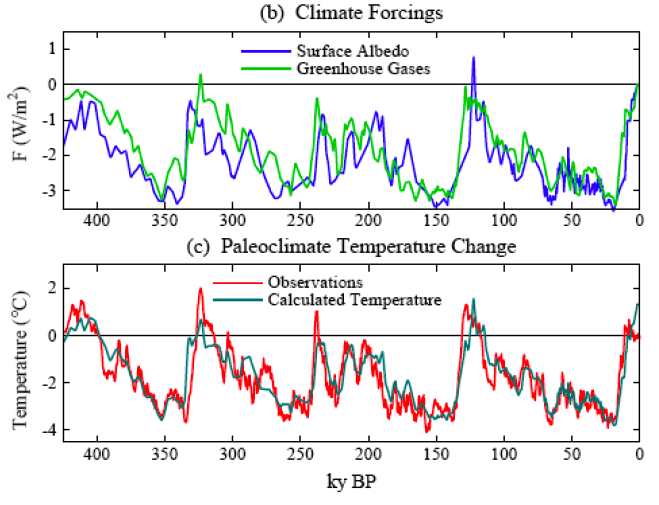 (b) Climate Forcings
1
0
-1
-2
-3
F (W/m²)
Surface Albedo
Greenhouse Gases
400 350 300 250 200 150 100 50 0
(c) Paleoclimate Temperature Change
2
0
-2
-4
Temperature (°C)
Observations
Calculated Temperature
400 350 300 250 200 150 100 50 0
ky BP